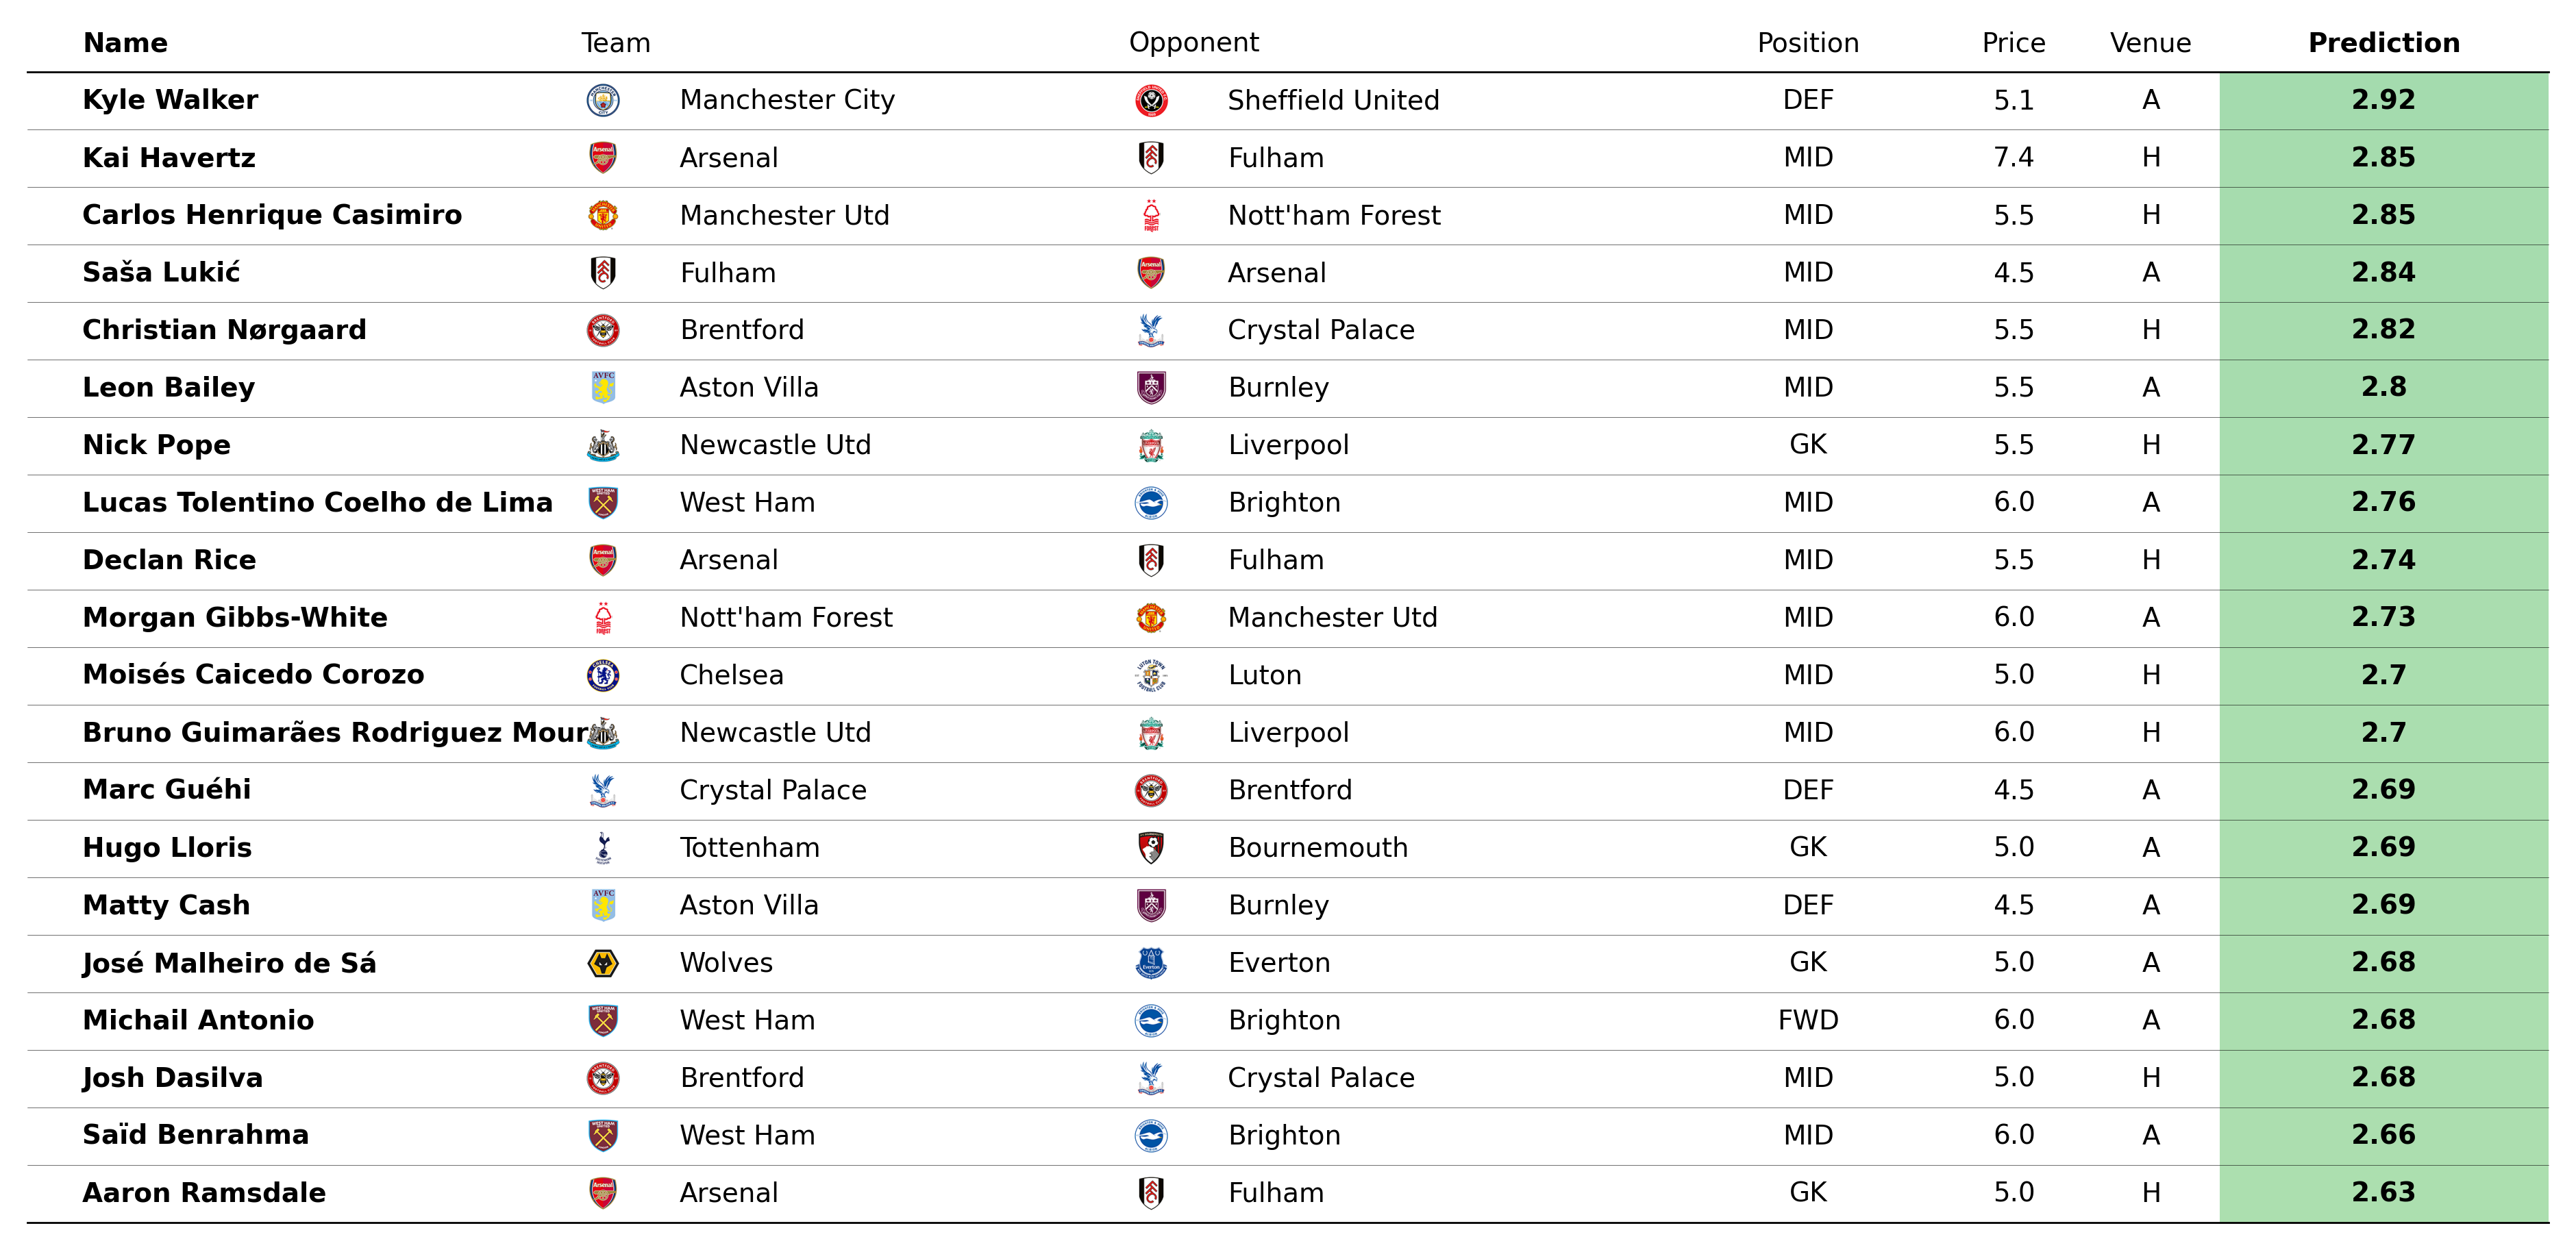 Name Team Opponent Position Price Venue Prediction
Kyle Walker Manchester City Sheffield United DEF 5.1 A 2.92
Kai Havertz Arsenal Fulham MID 7.4 H 2.85
Carlos Henrique Casimiro Manchester Utd Nott'ham Forest MID 5.5 H 2.85
Saša Lukić Fulham Arsenal MID 4.5 A 2.84
Christian Nørgaard Brentford Crystal Palace MID 5.5 H 2.82
Leon Bailey Aston Villa Burnley MID 5.5 A 2.8
Nick Pope Newcastle Utd Liverpool GK 5.5 H 2.77
Lucas Tolentino Coelho de Lima West Ham Brighton MID 6.0 A 2.76
Declan Rice Arsenal Fulham MID 5.5 H 2.74
Morgan Gibbs-White Nott'ham Forest Manchester Utd MID 6.0 A 2.73
Moisés Caicedo Corozo Chelsea Luton MID 5.0 H 2.7
Bruno Guimarães Rodriguez Mour Newcastle Utd Liverpool MID 6.0 H 2.7
Marc Guéhi Crystal Palace Brentford DEF 4.5 A 2.69
Hugo Lloris Tottenham Bournemouth GK 5.0 A 2.69
Matty Cash Aston Villa Burnley DEF 4.5 A 2.69
José Malheiro de Sá Wolves Everton GK 5.0 A 2.68
Michail Antonio West Ham Brighton FWD 6.0 A 2.68
Josh Dasilva Brentford Crystal Palace MID 5.0 H 2.68
Saïd Benrahma West Ham Brighton MID 6.0 A 2.66
Aaron Ramsdale Arsenal Fulham GK 5.0 H 2.63